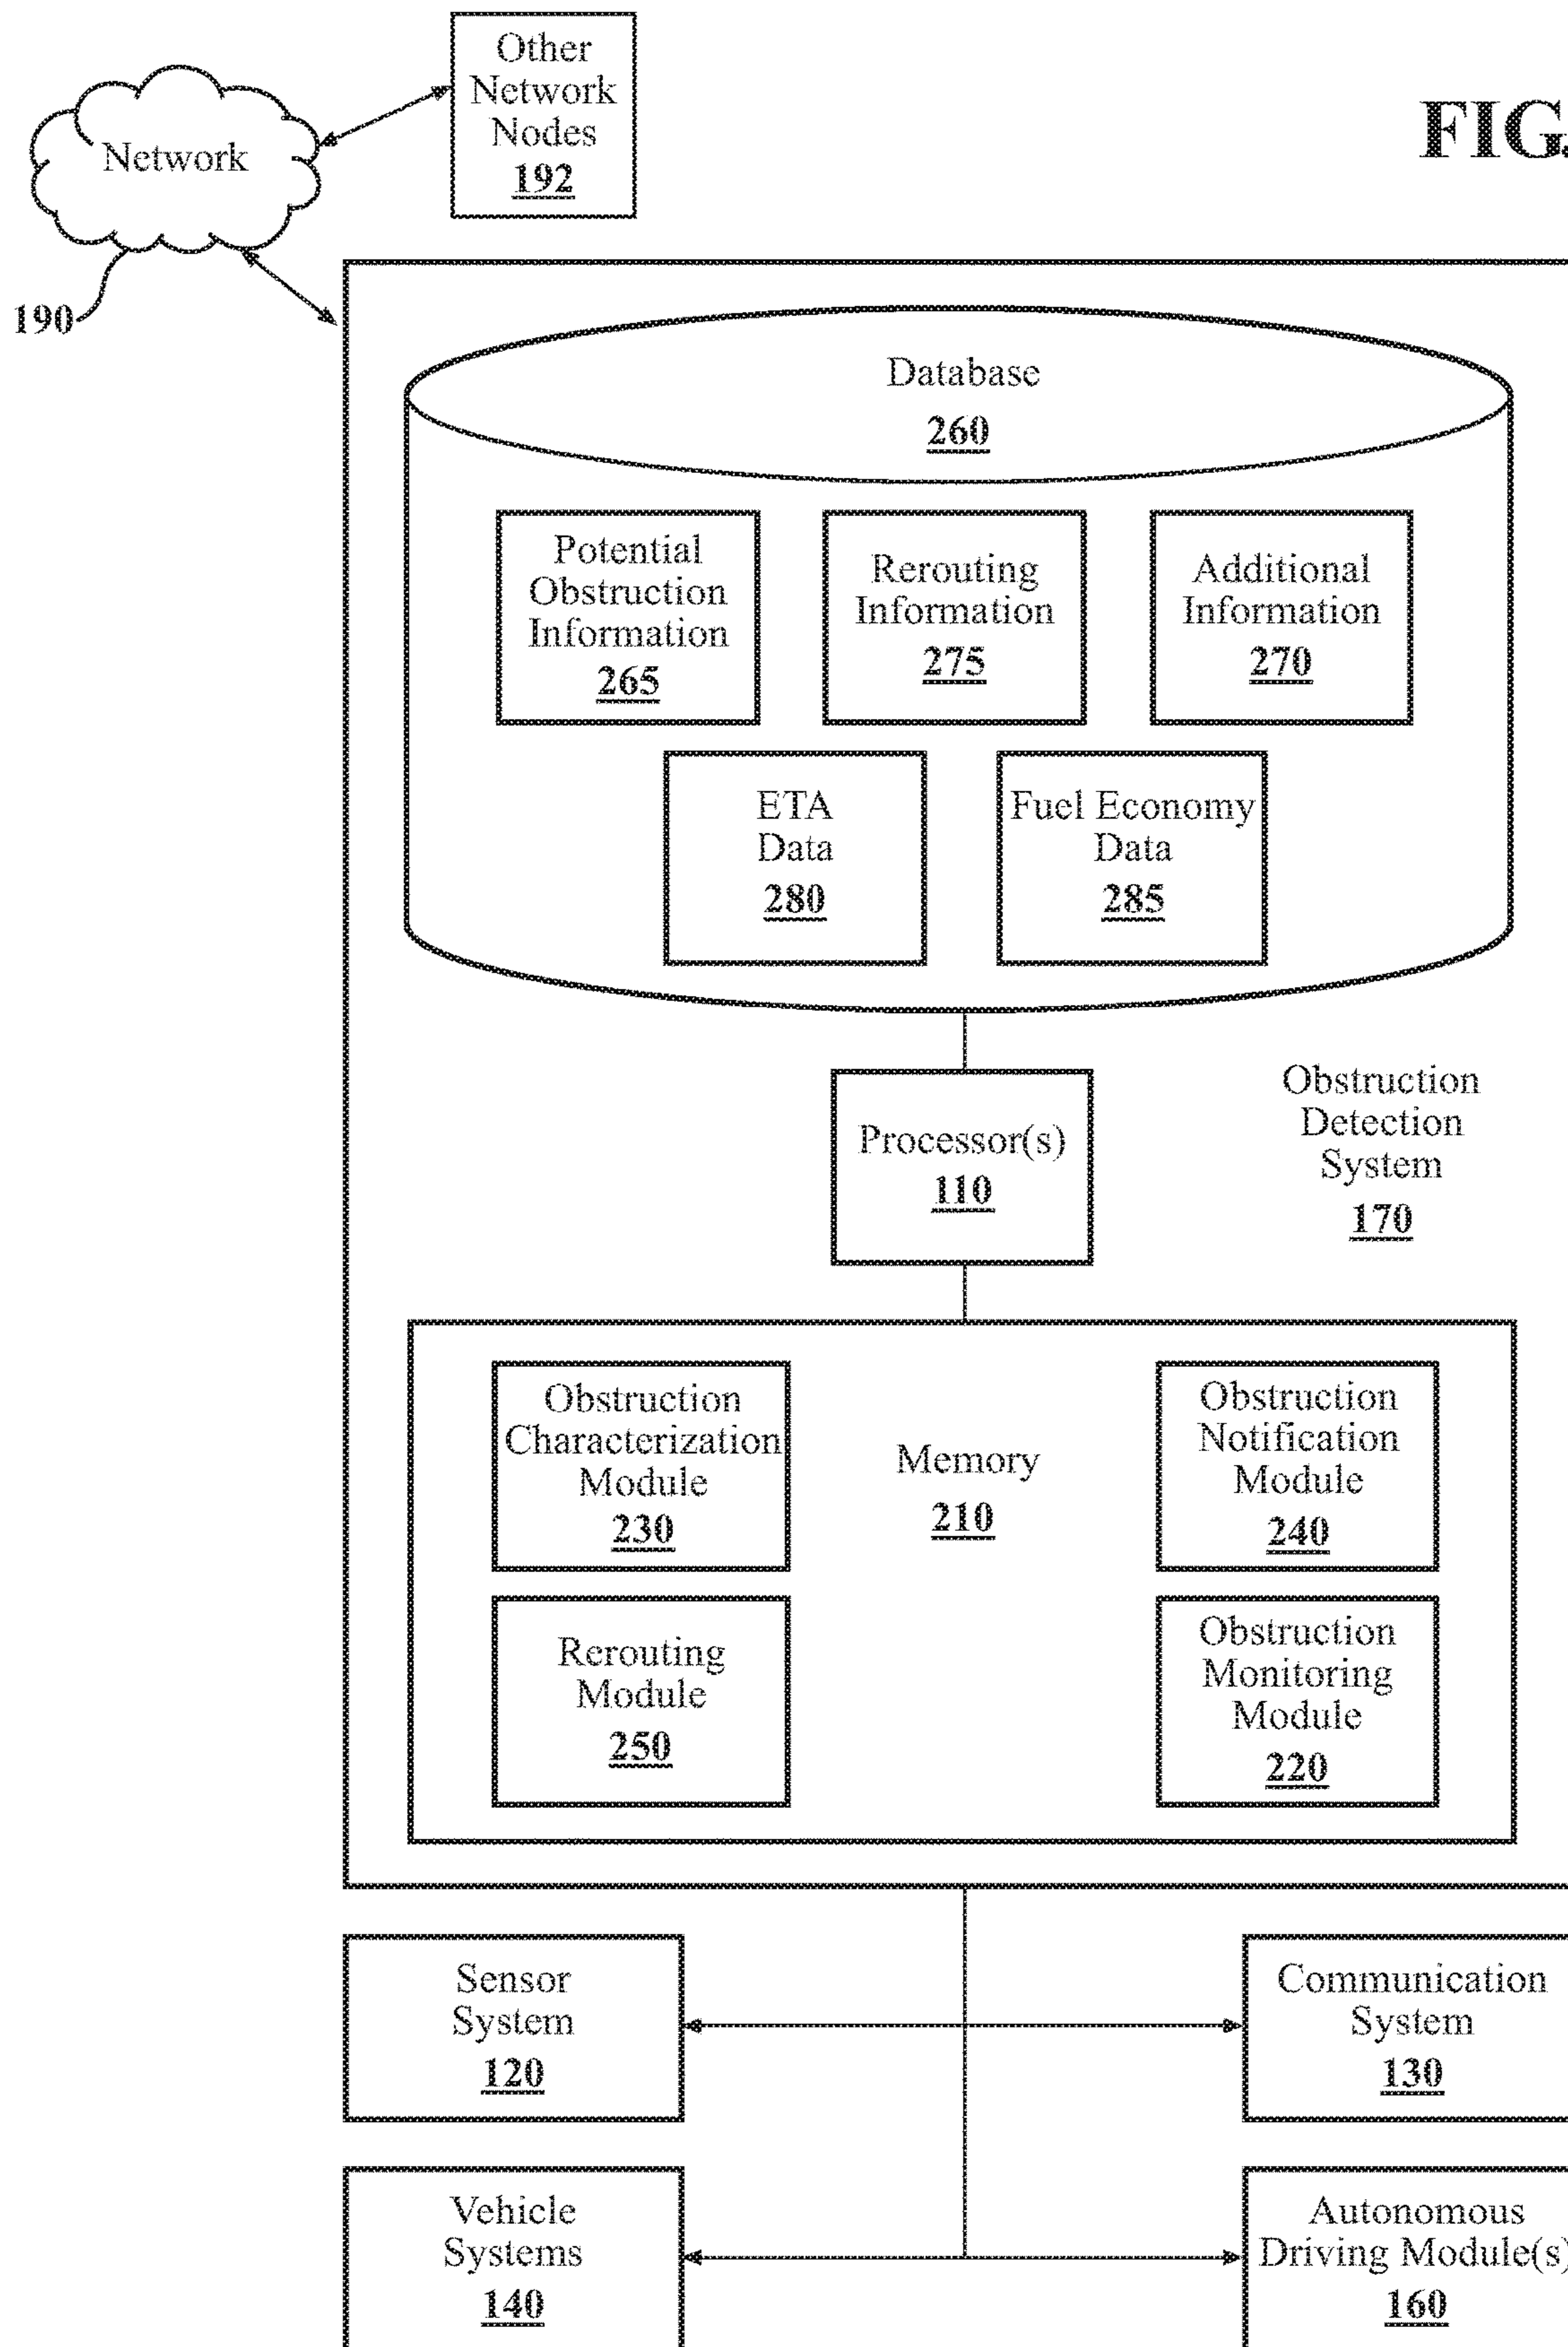 Other
Network
Nodes
192
FIG.
Network
190
Database
260
Potential
Obstruction
Information
265
Rerouting
Information
275
Additional
Information
270
ETA
Data
280
Fuel Economy
Data
285
Processor(s)
110
Obstruction
Detection
System
170
Obstruction
Characterization
Module
230
Memory
210
Obstruction
Notification
Module
240
Rerouting
Module
250
Obstruction
Monitoring
Module
220
Sensor
System
120
Communication
System
130
Vehicle
Systems
140
Autonomous
Driving Module(s)
160